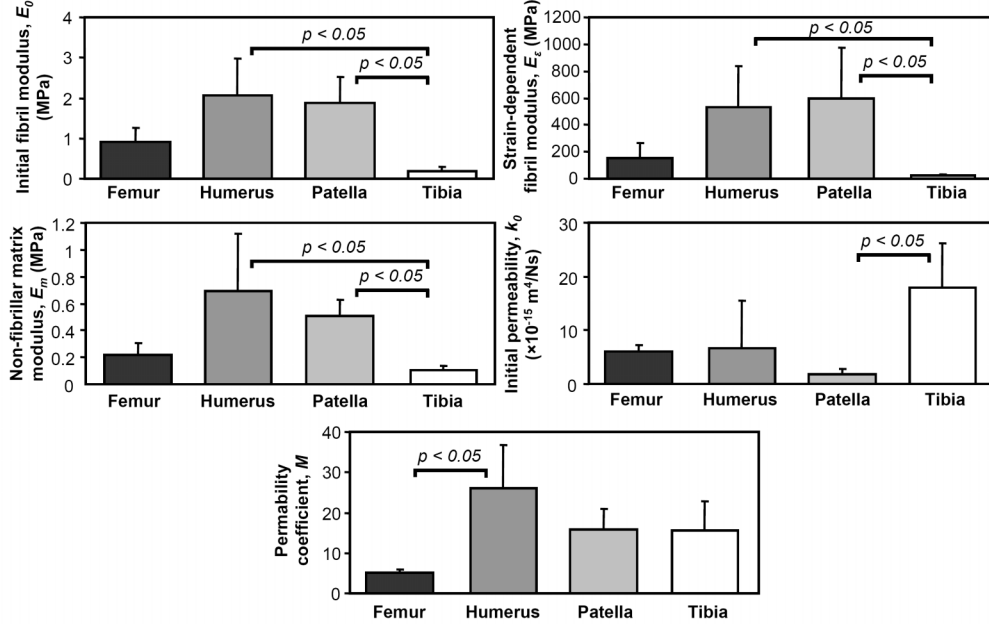 Initial fibril modulus, E0
(MPa)
4
3
2
1
0
p < 0.05
p < 0.05
Femur Humerus Patella Tibia
Strain-dependent
fibril modulus, Eε (MPa)
1200
1000
800
600
400
200
0
p < 0.05
p < 0.05
Femur Humerus Patella Tibia
Non-fibrillar matrix
modulus, Em (MPa)
1.2
1
0.8
0.6
0.4
0.2
0
p < 0.05
p < 0.05
Femur Humerus Patella Tibia
Initial permeability, k0
(×10⁻¹⁵ m⁴/Ns)
30
20
10
0
p < 0.05
Femur Humerus Patella Tibia
Permability
coefficient, M
40
30
20
10
0
p < 0.05
Femur Humerus Patella Tibia